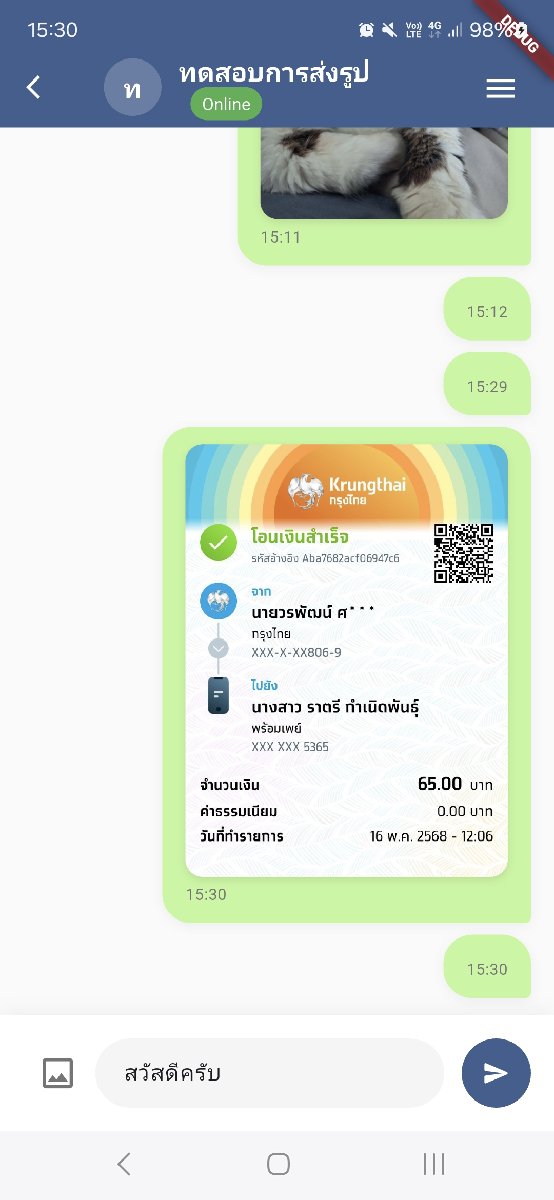 15:30
Vo)) LTE 4G 98%
DEBUG
ท
ทดสอบการส่งรูป
Online
15:11
15:12
15:29
Krungthai
กรุงไทย
โอนเงินสำเร็จ
รหัสอ้างอิง Aba7682acf06947c6
จาก
นายวรพัฒน์ ศ***
กรุงไทย
XXX-X-XX806-9
ไปยัง
นางสาว ราตรี กำเนิดพันธุ์
พร้อมเพย์
XXX XXX 5365
จำนวนเงิน 65.00 บาท
ค่าธรรมเนียม 0.00 บาท
วันที่ทำรายการ 16 พ.ค. 2568 - 12:06
15:30
15:30
สวัสดีครับ